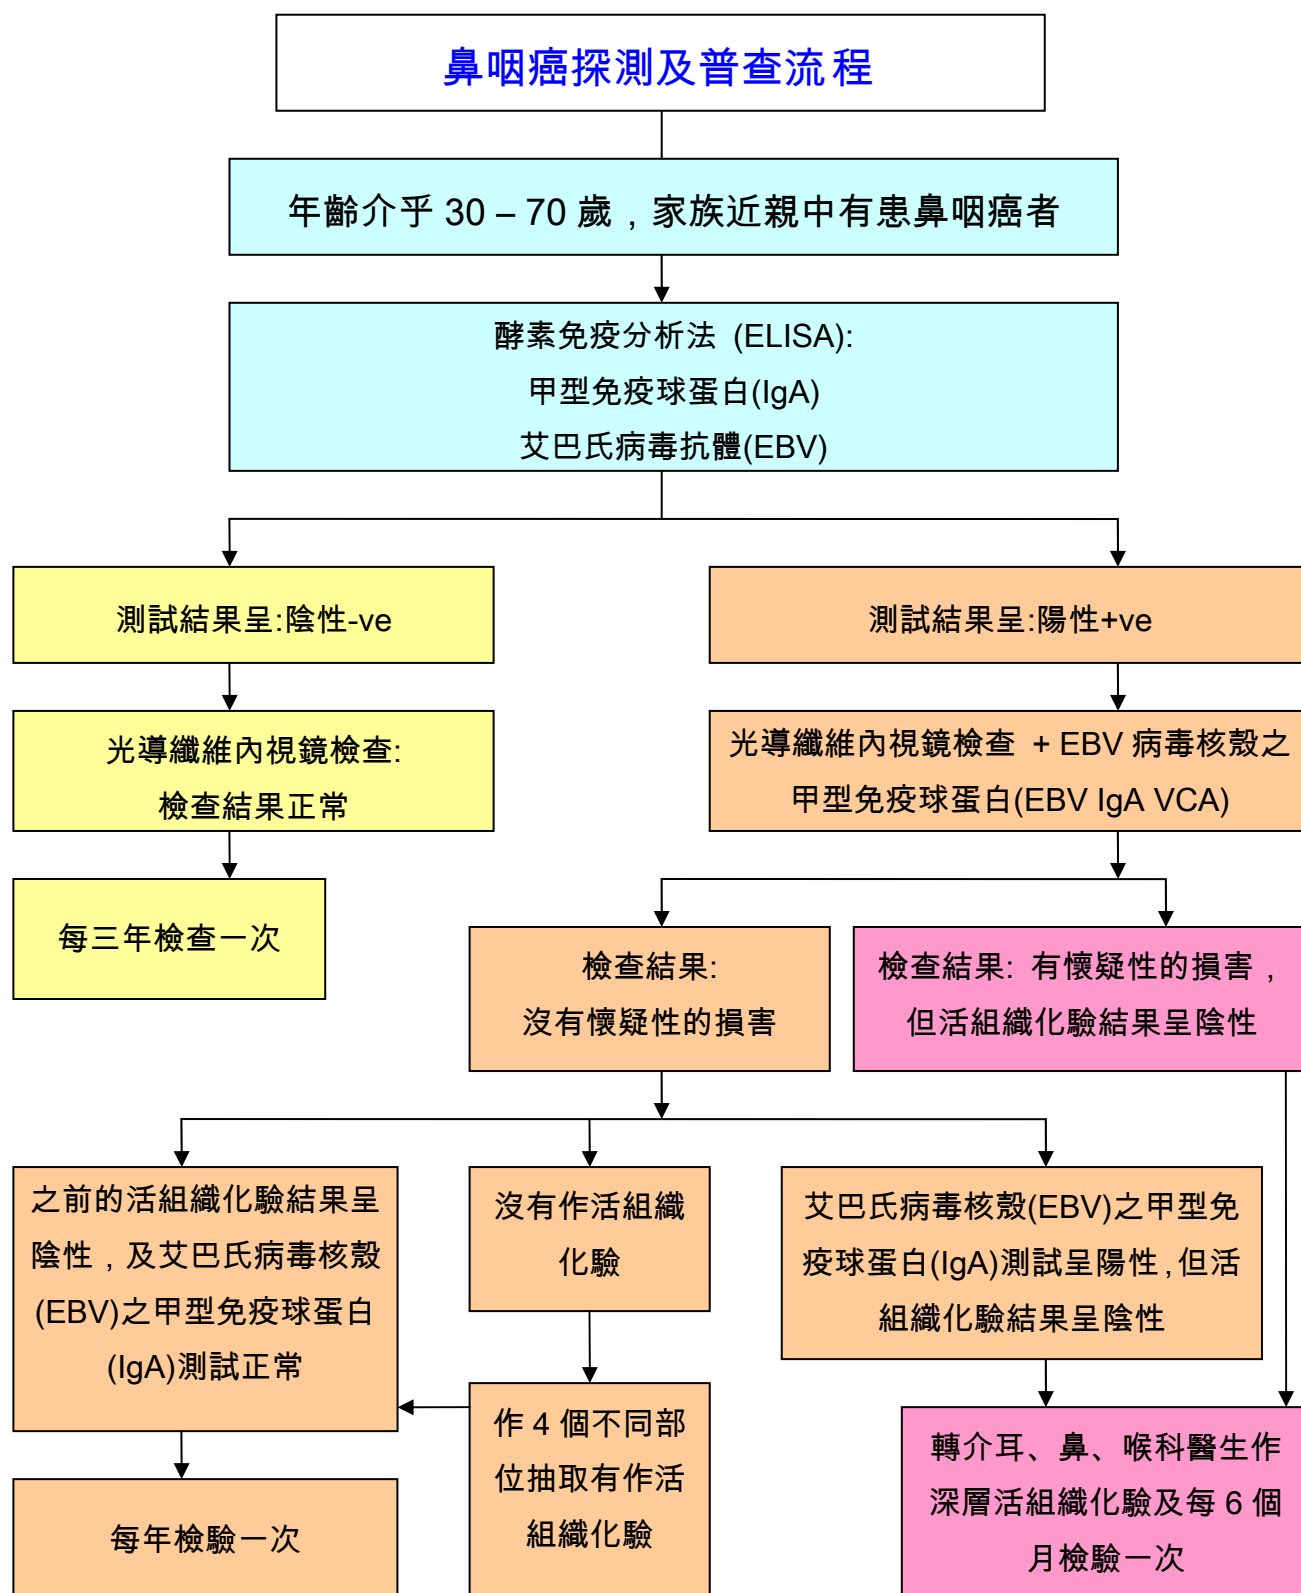 鼻咽癌探測及普查流程
年齡介乎 30 – 70 歲，家族近親中有患鼻咽癌者
酵素免疫分析法 (ELISA):
甲型免疫球蛋白(IgA)
艾巴氏病毒抗體(EBV)
測試結果呈:陰性-ve
測試結果呈:陽性+ve
光導纖維內視鏡檢查:
檢查結果正常
光導纖維內視鏡檢查 + EBV 病毒核殼之
甲型免疫球蛋白(EBV IgA VCA)
每三年檢查一次
檢查結果:
沒有懷疑性的損害
檢查結果: 有懷疑性的損害，
但活組織化驗結果呈陰性
之前的活組織化驗結果呈
陰性，及艾巴氏病毒核殼
(EBV)之甲型免疫球蛋白
(IgA)測試正常
沒有作活組織
化驗
艾巴氏病毒核殼(EBV)之甲型免
疫球蛋白(IgA)測試呈陽性,但活
組織化驗結果呈陰性
每年檢驗一次
作 4 個不同部
位抽取有作活
組織化驗
轉介耳、鼻、喉科醫生作
深層活組織化驗及每 6 個
月檢驗一次